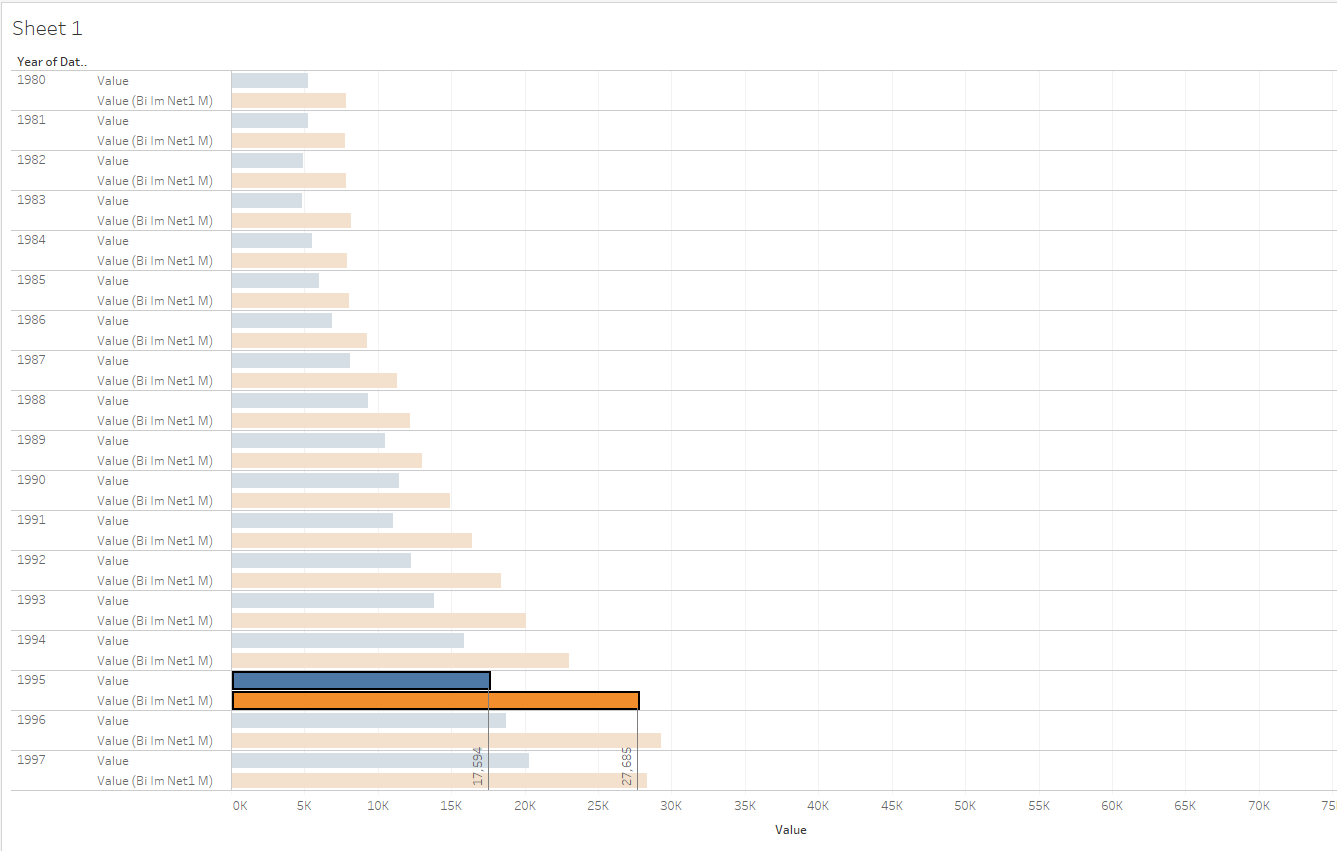 Sheet 1
Year of Dat..
1980 Value
Value (Bi Im Net1 M)
1981 Value
Value (Bi Im Net1 M)
1982 Value
Value (Bi Im Net1 M)
1983 Value
Value (Bi Im Net1 M)
1984 Value
Value (Bi Im Net1 M)
1985 Value
Value (Bi Im Net1 M)
1986 Value
Value (Bi Im Net1 M)
1987 Value
Value (Bi Im Net1 M)
1988 Value
Value (Bi Im Net1 M)
1989 Value
Value (Bi Im Net1 M)
1990 Value
Value (Bi Im Net1 M)
1991 Value
Value (Bi Im Net1 M)
1992 Value
Value (Bi Im Net1 M)
1993 Value
Value (Bi Im Net1 M)
1994 Value
Value (Bi Im Net1 M)
1995 Value
Value (Bi Im Net1 M)
1996 Value
Value (Bi Im Net1 M)
1997 Value
Value (Bi Im Net1 M)
17,594
27,685
0K 5K 10K 15K 20K 25K 30K 35K 40K 45K 50K 55K 60K 65K 70K 75
Value